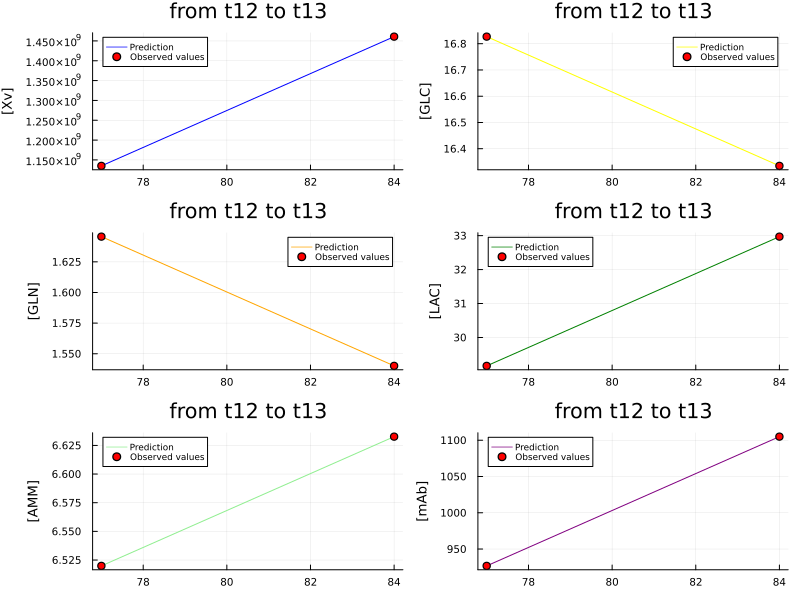 from t12 to t13
[Xv]
1.450×10⁹
1.400×10⁹
1.350×10⁹
1.300×10⁹
1.250×10⁹
1.200×10⁹
1.150×10⁹
Prediction
Observed values
78 80 82 84
from t12 to t13
[GLC]
16.8
16.7
16.6
16.5
16.4
Prediction
Observed values
78 80 82 84
from t12 to t13
[GLN]
1.625
1.600
1.575
1.550
Prediction
Observed values
78 80 82 84
from t12 to t13
[LAC]
33
32
31
30
Prediction
Observed values
78 80 82 84
from t12 to t13
[AMM]
6.625
6.600
6.575
6.550
6.525
Prediction
Observed values
78 80 82 84
from t12 to t13
[mAb]
1100
1050
1000
950
Prediction
Observed values
78 80 82 84